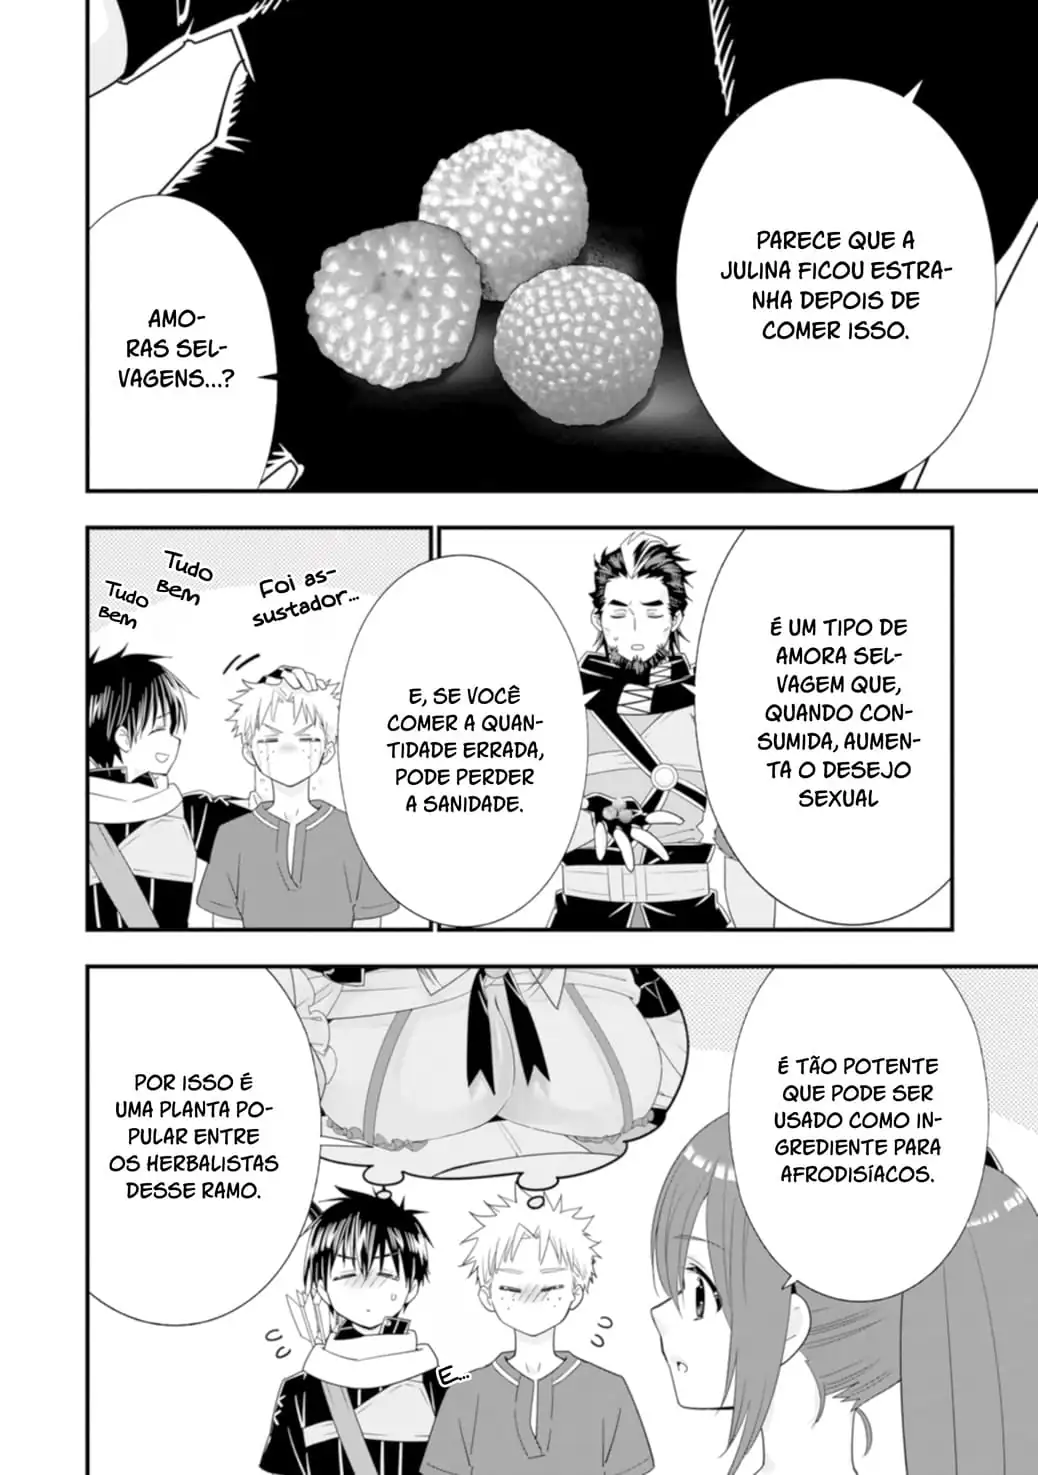 PARECE QUE A
JULINA FICOU ESTRA-
NHA DEPOIS DE
COMER ISSO.
AMO-
RAS SEL-
VAGENS...?
É UM TIPO DE
AMORA SEL-
VAGEM QUE,
QUANDO CON-
SUMIDA, AUMEN-
TA O DESEJO
SEXUAL
E, SE VOCÊ
COMER A QUAN-
TIDADE ERRADA,
PODE PERDER
A SANIDADE.
Foi as-
sustador...
Tudo
bem
Tudo
bem
É TÃO POTENTE
QUE PODE SER
USADO COMO IN-
GREDIENTE PARA
AFRODISÍACOS.
POR ISSO É
UMA PLANTA PO-
PULAR ENTRE
OS HERBALISTAS
DESSE RAMO.
E...